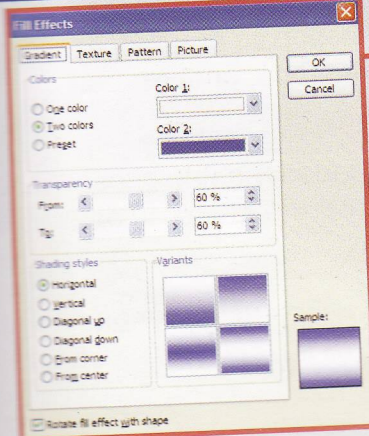 Fill Effects
Gradient Texture Pattern Picture
OK
Cancel
Colors
One color
Two colors
Preset
Color 1:
Color 2:
Transparency
From: 60 %
To: 60 %
Shading styles
Horizontal
Vertical
Diagonal up
Diagonal down
From corner
From center
Variants
Sample:
Rotate fill effect with shape